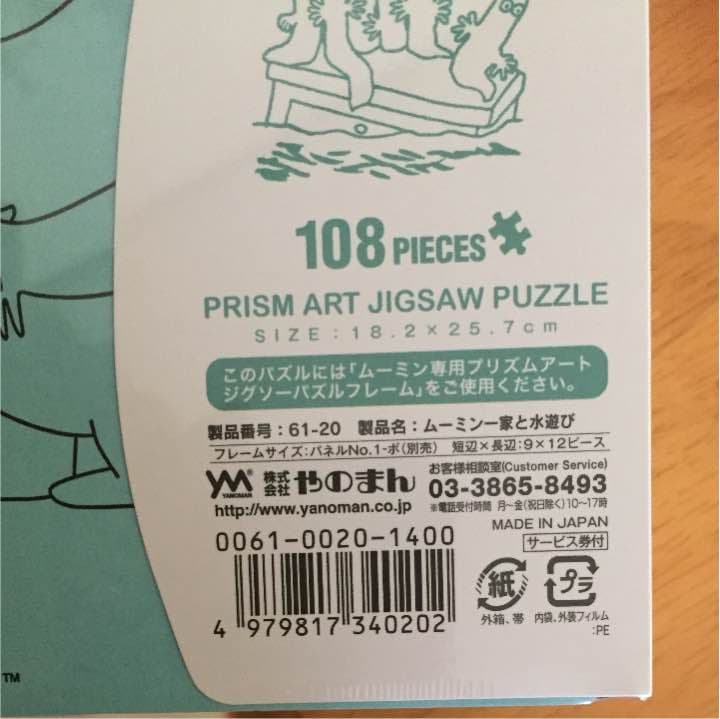 108 PIECES
PRISM ART JIGSAW PUZZLE
SIZE:18.2×25.7cm
このパズルには「ムーミン専用プリズムアート
ジグソーパズルフレーム」をご使用ください。
製品番号：61-20 製品名：ムーミン一家と水遊び
フレームサイズ：パネルNo.1-ボ（別売） 短辺×長辺：9×12ピース
YM YANOMAN 株式会社 やのまん
お客様相談室(Customer Service)
03-3865-8493
http://www.yanoman.co.jp
※電話受付時間 月〜金（祝日除く）10〜17時
MADE IN JAPAN
サービス券付
0061-0020-1400
4 979817 340202
紙
外箱、帯
プラ
内袋、外装フィルム
:PE
TM